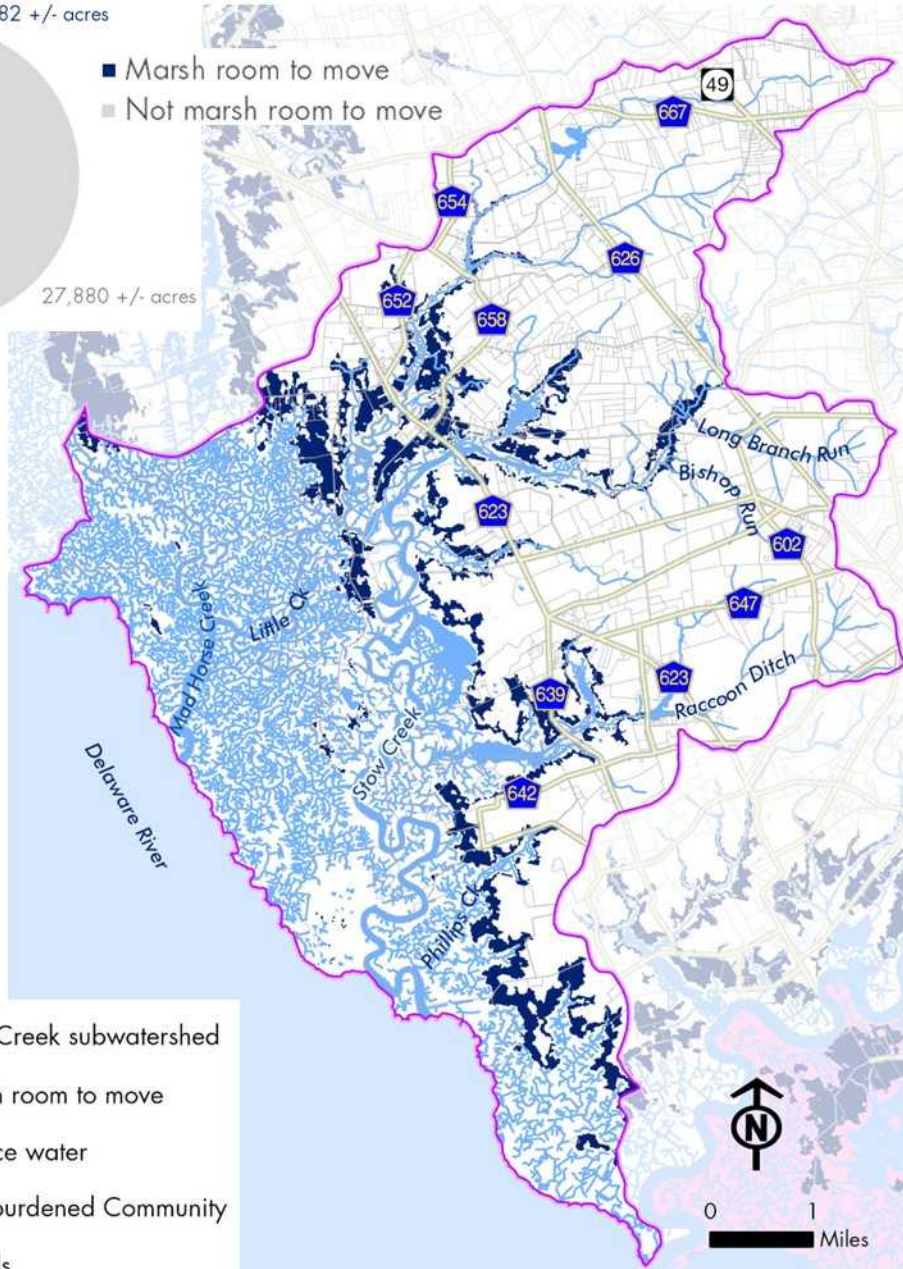 82 +/- acres
Marsh room to move
Not marsh room to move
27,880 +/- acres
49
667
654
626
652
658
Long Branch Run
Bishop Run
623
602
647
Little Ck
Mad Horse Creek
639
623
Raccoon Ditch
Stow Creek
Delaware River
642
Phillips Ck
Creek subwatershed
room to move
water
Community
N
0 1
Miles